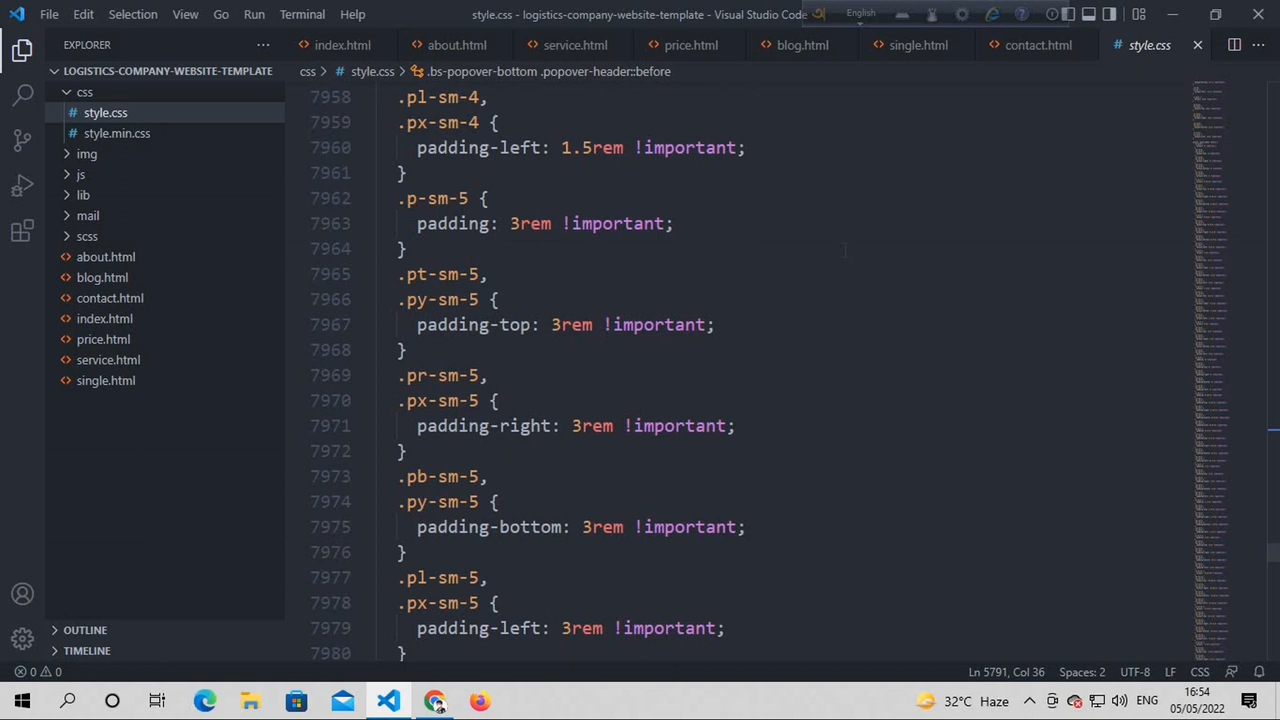 File Edit Selection View Go Run Terminal Help
style.css - logistics-company-website-template - Visual Studio Code
English
EXPLORER
index.html about.html service.html price.html blog.html single.html contact.html style.css
LOGISTICS-COMPANY-WEBSITE-TEMPLATE
css > style.css > .bs-popover-bottom .popover-header::before
css
style.css
style.min.css
img
mail
about.html
blog.html
contact.html
index.html
price.html
service.html
single.html
7958 .pl-sm-4,
7959 .px-sm-4
7960 padding-left: 1.5rem !important;
7961 }
7962 .p-sm-5 {
7963 padding: 3rem !important;
7964 }
7965 .pt-sm-5,
7966 .py-sm-5
7967 padding-top: 3rem !important;
7968 }
7969 .pr-sm-5,
7970 .px-sm-5
7971 padding-right: 3rem !important;
7972 }
7973 .pb-sm-5,
7974 .py-sm-5
7975 padding-bottom: 3rem !important;
7976 }
7977 .pl-sm-5,
7978 .px-sm-5
7979 padding-left: 3rem !important;
7980
OUTLINE
TIMELINE
0 0
Ln 5791, Col 36 Spaces: 2 UTF-8 LF CSS
32°C Haze
ENG
16:54
05/05/2022